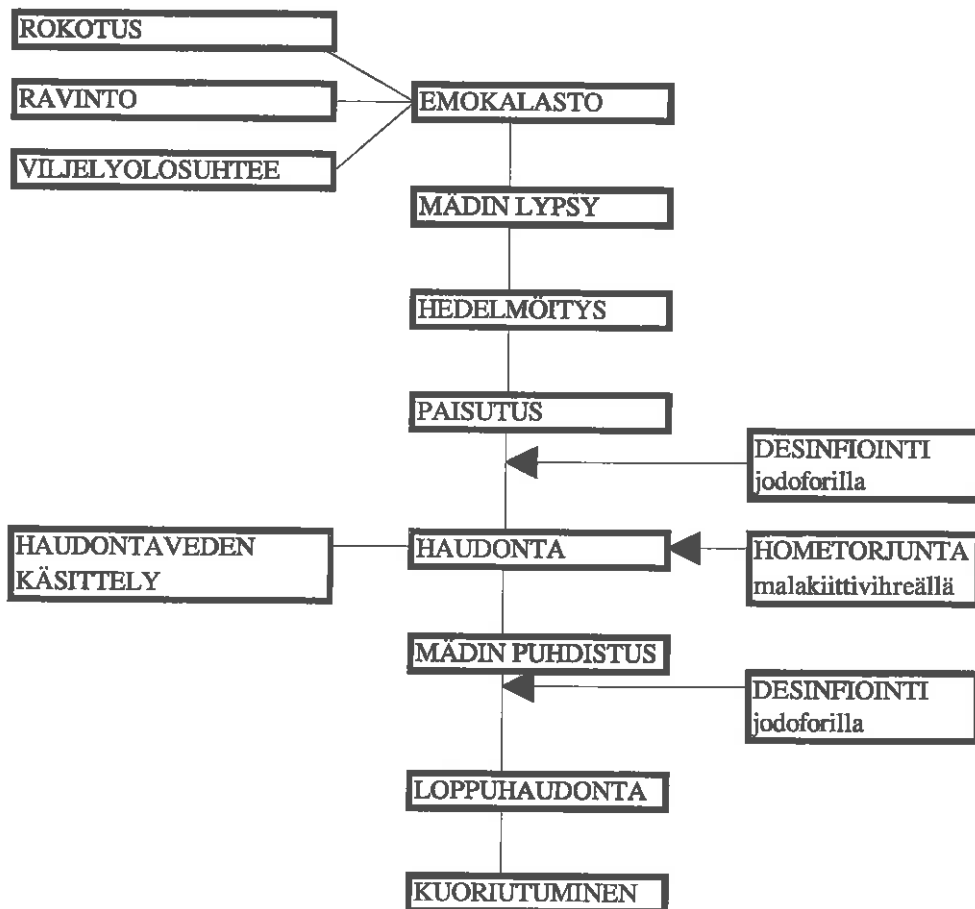 ROKOTUS
RAVINTO
EMOKALASTO
VILJELYOLOSUHTEE
MÄDIN LYPSY
HEDELMÖITYS
PAISUTUS
DESINFIOINTI
jodoforilla
HAUDONTAVEDEN
KÄSITTELY
HAUDONTA
HOMETORJUNTA
malakiittivihreällä
MÄDIN PUHDISTUS
DESINFIOINTI
jodoforilla
LOPPUHAUDONTA
KUORIUTUMINEN